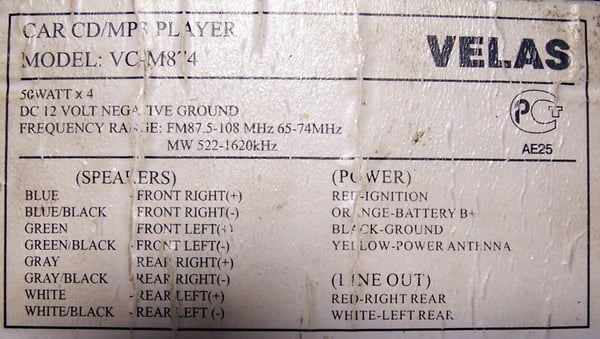 CAR CD/MP3 PLAYER
MODEL: VC-M874
VELAS
50WATT x 4
DC 12 VOLT NEGATIVE GROUND
FREQUENCY RANGE: FM87.5-108 MHz 65-74MHz
MW 522-1620kHz
РСТ
AE25
(SPEAKERS)
BLUE - FRONT RIGHT(+)
BLUE/BLACK - FRONT RIGHT(-)
GREEN - FRONT LEFT(+)
GREEN/BLACK - FRONT LEFT(-)
GRAY - REAR RIGHT(+)
GRAY/BLACK - REAR RIGHT(-)
WHITE - REAR LEFT(+)
WHITE/BLACK - REAR LEFT (-)
(POWER)
RED-IGNITION
ORANGE-BATTERY B+
BLACK-GROUND
YELLOW-POWER ANTENNA
(LINE OUT)
RED-RIGHT REAR
WHITE-LEFT REAR